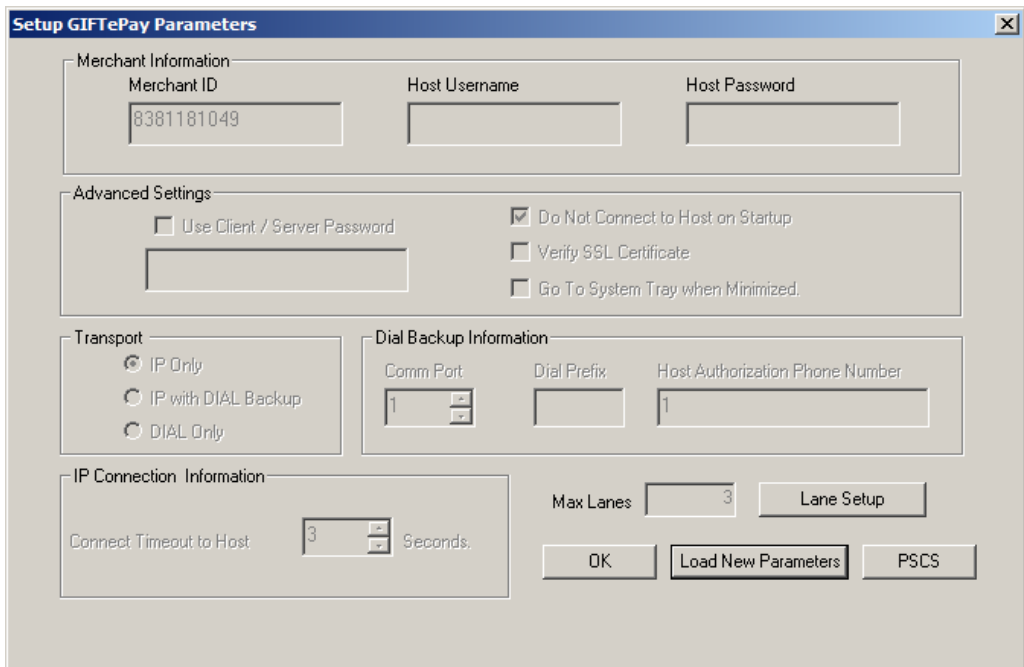 Setup GIFTePay Parameters
Merchant Information
Merchant ID Host Username Host Password
8381181049
Advanced Settings
Use Client / Server Password Do Not Connect to Host on Startup
Verify SSL Certificate
Go To System Tray when Minimized.
Transport Dial Backup Information
IP Only Comm Port Dial Prefix Host Authorization Phone Number
IP with DIAL Backup 1 1
DIAL Only
IP Connection Information
Max Lanes 3 Lane Setup
Connect Timeout to Host 3 Seconds.
OK Load New Parameters PSCS